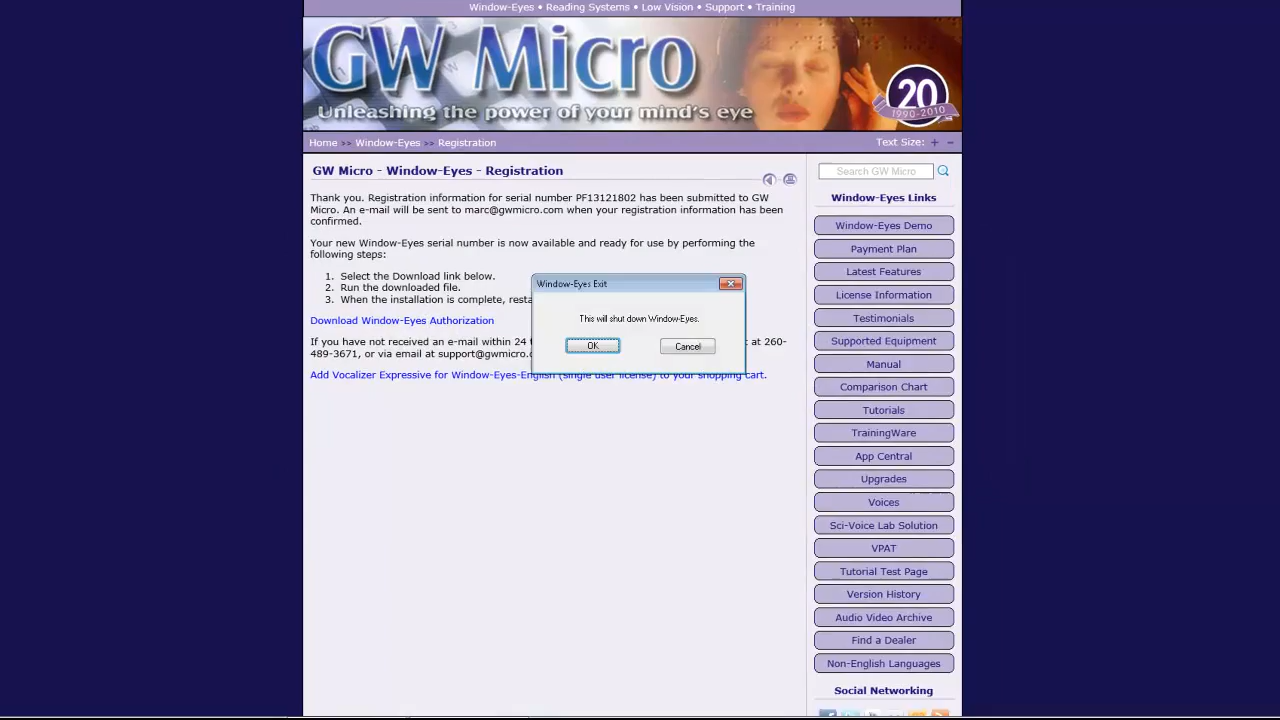 Window-Eyes • Reading Systems • Low Vision • Support • Training
GW Micro
Unleashing the power of your mind's eye
20
1990-2010
Home >> Window-Eyes >> Registration
Text Size: + -
GW Micro - Window-Eyes - Registration
Thank you. Registration information for serial number PF13121802 has been submitted to GW
Micro. An e-mail will be sent to marc@gwmicro.com when your registration information has been
confirmed.
Your new Window-Eyes serial number is now available and ready for use by performing the
following steps:
1. Select the Download link below.
2. Run the downloaded file.
3. When the installation is complete,
Download Window-Eyes Authorization
If you have not received an e-mail within 24
at 260-
489-3671, or via email at
Add Vocalizer Expressive for Window-Eyes-English (single user license) to your shopping cart.
Window-Eyes Exit
This will shut down Window-Eyes.
OK
Cancel
Search GW Micro
Window-Eyes Links
Window-Eyes Demo
Payment Plan
Latest Features
License Information
Testimonials
Supported Equipment
Manual
Comparison Chart
Tutorials
TrainingWare
App Central
Upgrades
Voices
Sci-Voice Lab Solution
VPAT
Tutorial Test Page
Version History
Audio Video Archive
Find a Dealer
Non-English Languages
Social Networking